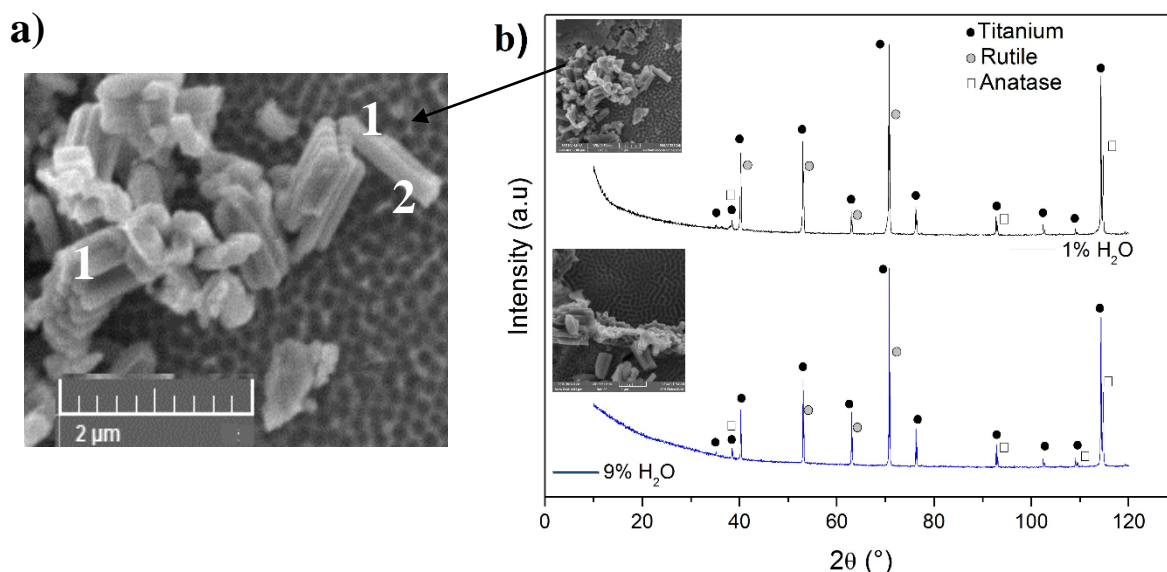 a)
1
2
1
2 µm
b)
Titanium
Rutile
Anatase
Intensity (a.u)
1% H₂O
9% H₂O
0
20
40
60
80
100
120
2θ (°)